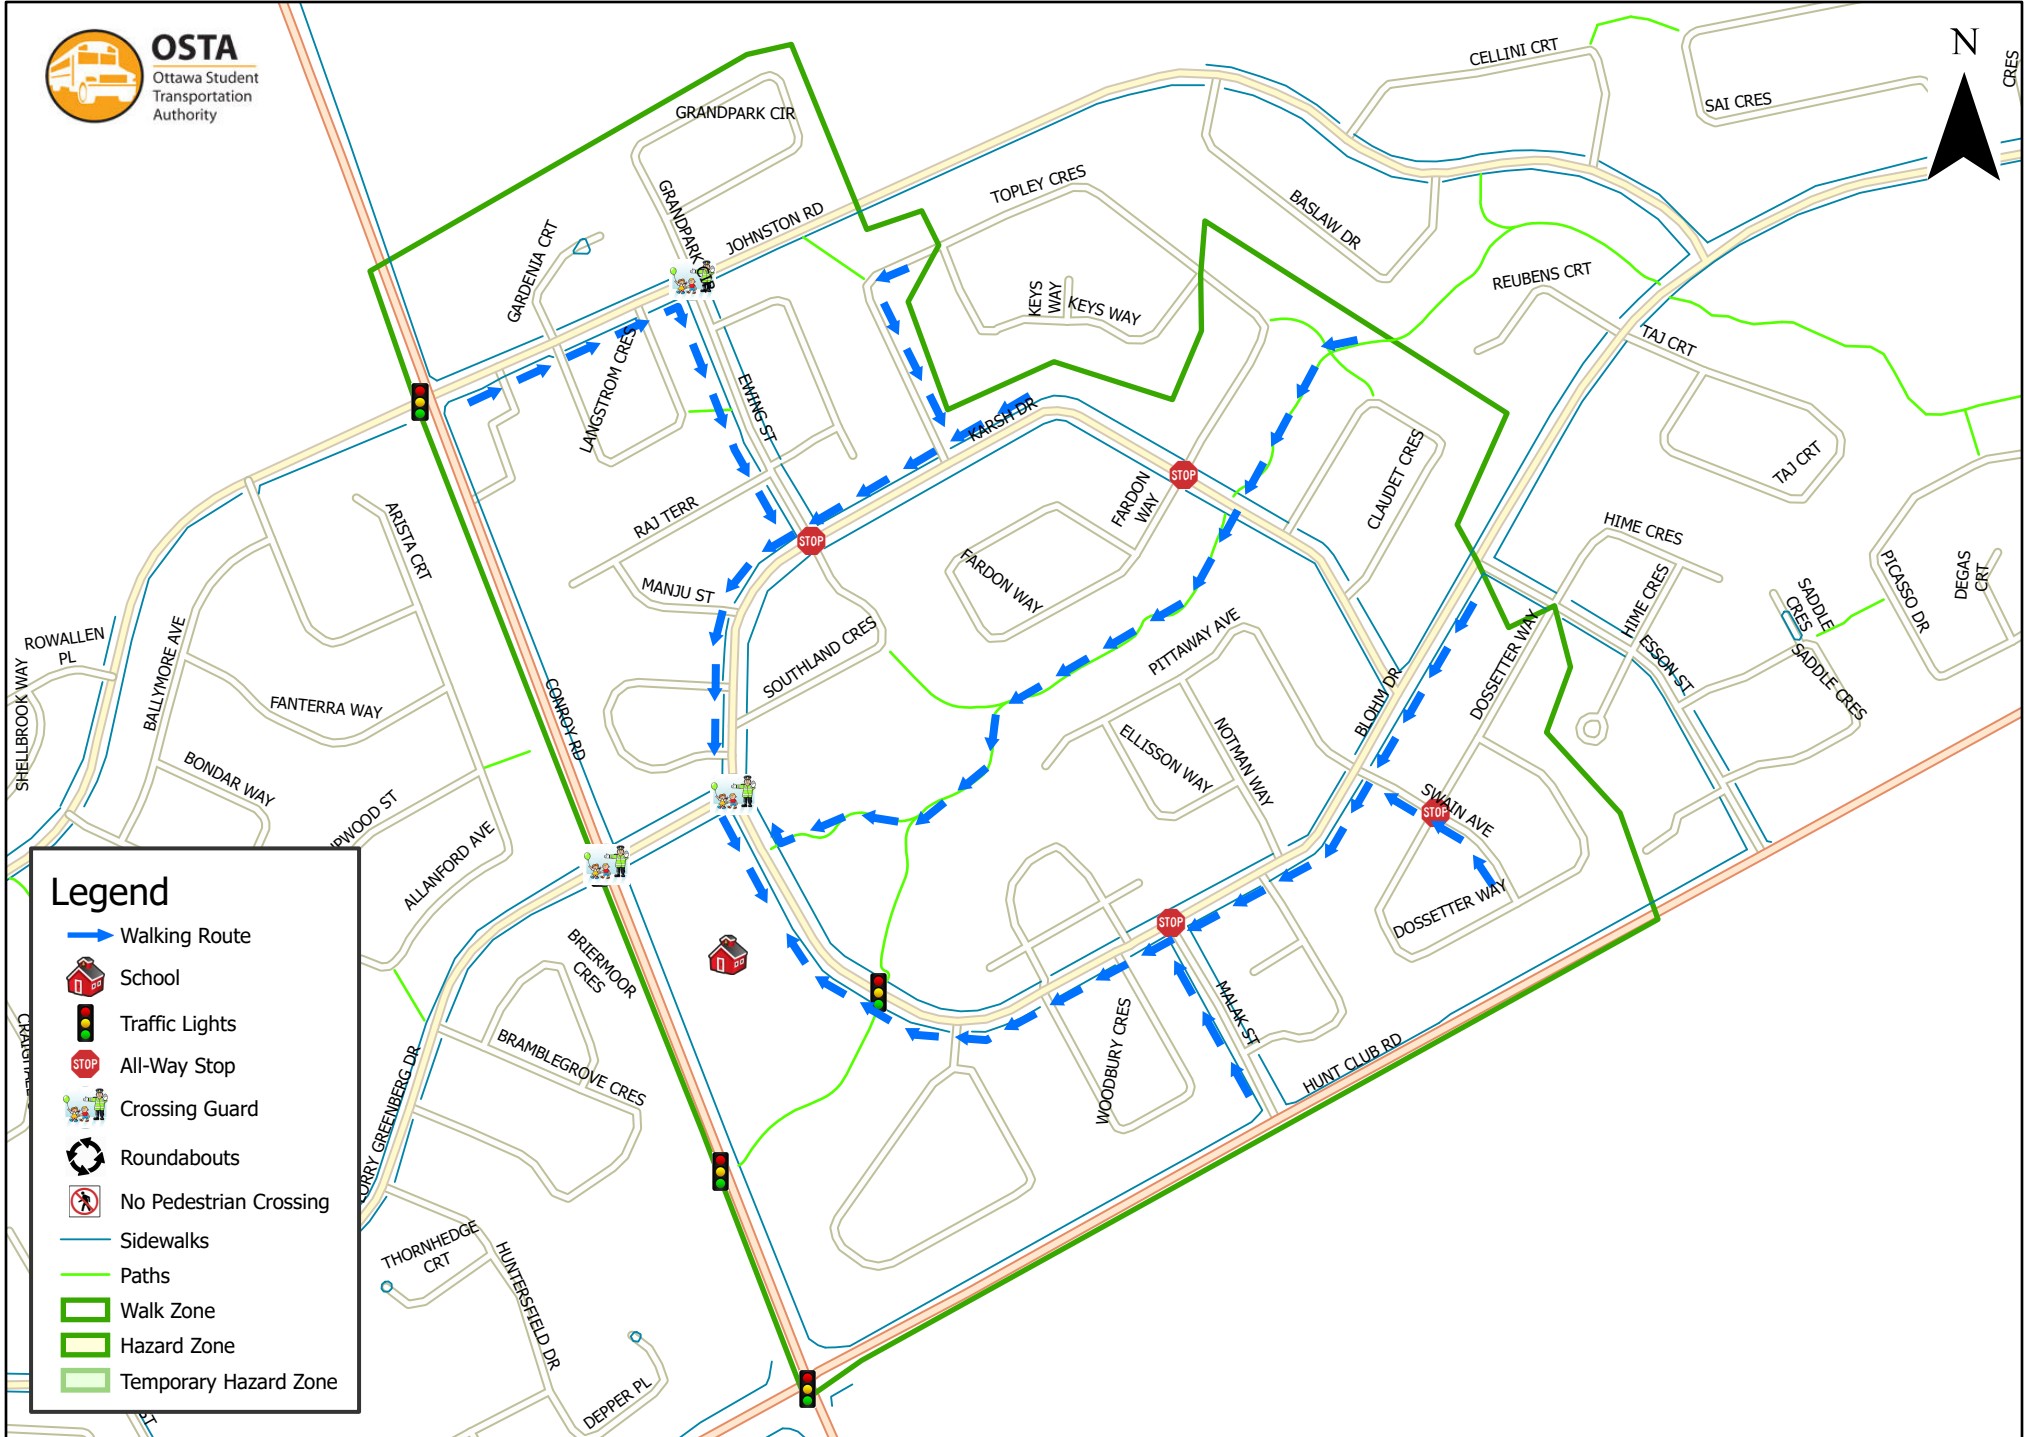 OSTA
Ottawa Student
Transportation
Authority
N
CELLINI CRT
SAI CRES
CRES
GRANDPARK CIR
GRANDPARK CIR
JOHNSTON RD
TOPLEY CRES
BASLAW DR
GARDENIA CRT
KEYS
WAY
KEYS WAY
REUBENS CRT
TAJ CRT
TAJ CRT
LANGSTROM CRES
EWING ST
KARSH DR
CLAUDET CRES
FARDON
WAY
FARDON WAY
RAJ TERR
MANJU ST
ARISTA CRT
HIME CRES
HIME CRES
PICASSO DR
DEGAS
CRT
SADDLE
CRES
SADDLE CRES
ESSON ST
DOSSETTER WAY
PITTAWAY AVE
SOUTHLAND CRES
ROWALLEN
PL
SHELLBROOK WAY
BALLYMORE AVE
FANTERRA WAY
BONDAR WAY
CONROY RD
BLOHM DR
ELLISSON WAY
NOTMAN WAY
SWAIN AVE
DOSSETTER WAY
ALLANFORD AVE
BRIERMOOR
CRES
BRAMBLEGROVE CRES
WOODBURY CRES
MALAK ST
HUNT CLUB RD
THORNHEDGE
CRT
HUNTERSFIELD DR
DEPPER PL
STOP
STOP
STOP
STOP
Legend
Walking Route
School
Traffic Lights
STOP
All-Way Stop
Crossing Guard
Roundabouts
No Pedestrian Crossing
Sidewalks
Paths
Walk Zone
Hazard Zone
Temporary Hazard Zone
GREENBERG DR
ST